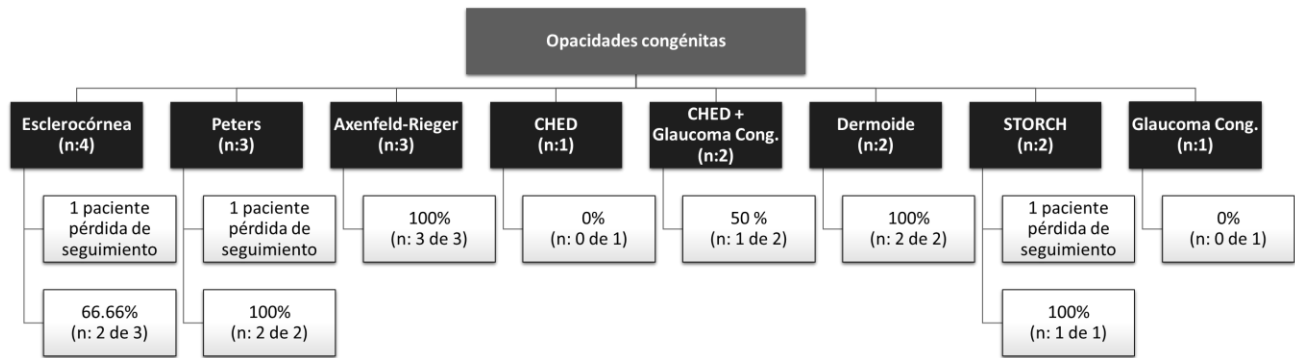 Opacidades congénitas
Esclerocórnea
(n:4)
Peters
(n:3)
Axenfeld-Rieger
(n:3)
CHED
(n:1)
CHED +
Glaucoma Cong.
(n:2)
Dermoide
(n:2)
STORCH
(n:2)
Glaucoma Cong.
(n:1)
1 paciente
pérdida de
seguimiento
1 paciente
pérdida de
seguimiento
100%
(n: 3 de 3)
0%
(n: 0 de 1)
50 %
(n: 1 de 2)
100%
(n: 2 de 2)
1 paciente
pérdida de
seguimiento
0%
(n: 0 de 1)
66.66%
(n: 2 de 3)
100%
(n: 2 de 2)
100%
(n: 1 de 1)